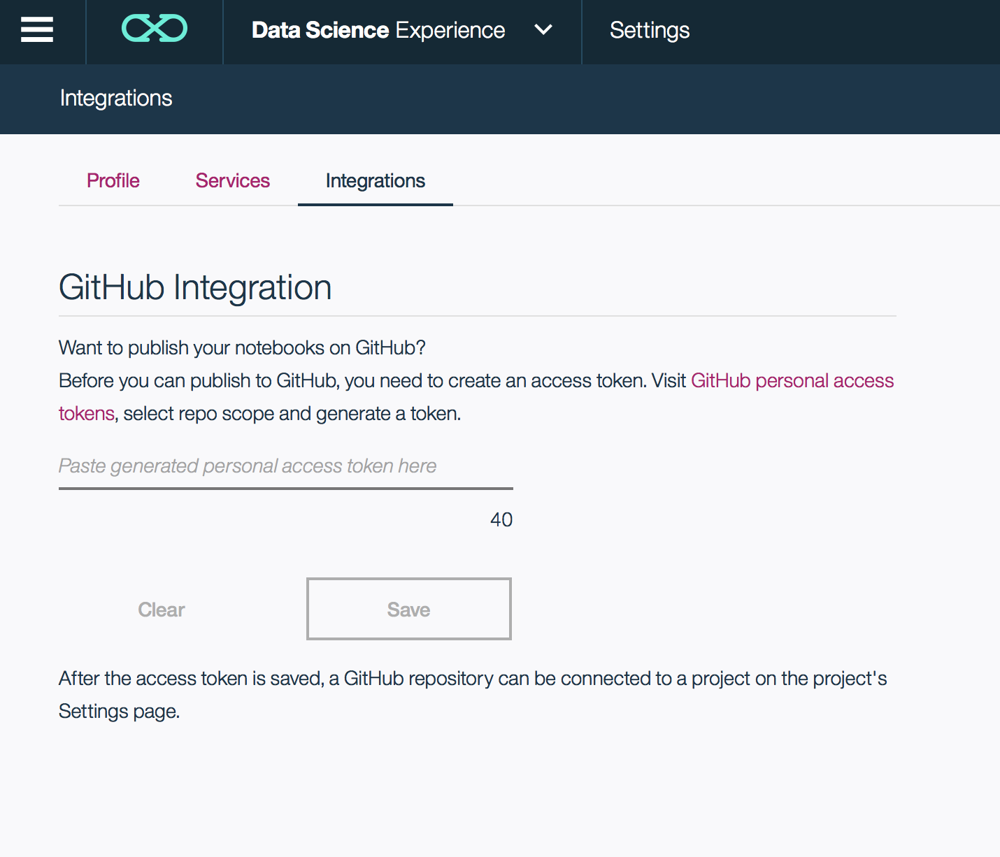 Data Science Experience
Settings
Integrations
Profile
Services
Integrations
GitHub Integration
Want to publish your notebooks on GitHub?
Before you can publish to GitHub, you need to create an access token. Visit GitHub personal access
tokens, select repo scope and generate a token.
Paste generated personal access token here
40
Clear
Save
After the access token is saved, a GitHub repository can be connected to a project on the project's
Settings page.